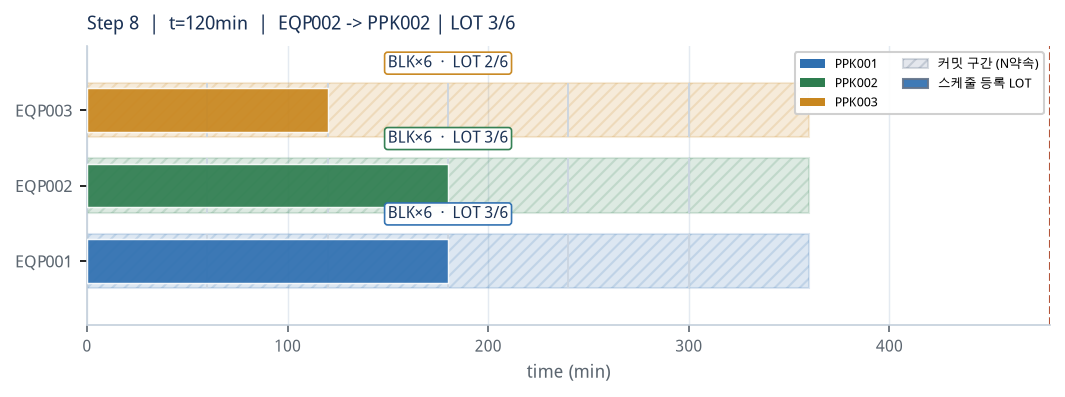 Step 8 | t=120min | EQP002 -> PPK002 | LOT 3/6
BLK×6 · LOT 2/6
PPK001
PPK002
PPK003
커밋 구간 (N약속)
스케줄 등록 LOT
EQP003
BLK×6 · LOT 3/6
EQP002
BLK×6 · LOT 3/6
EQP001
0 100 200 300 400
time (min)